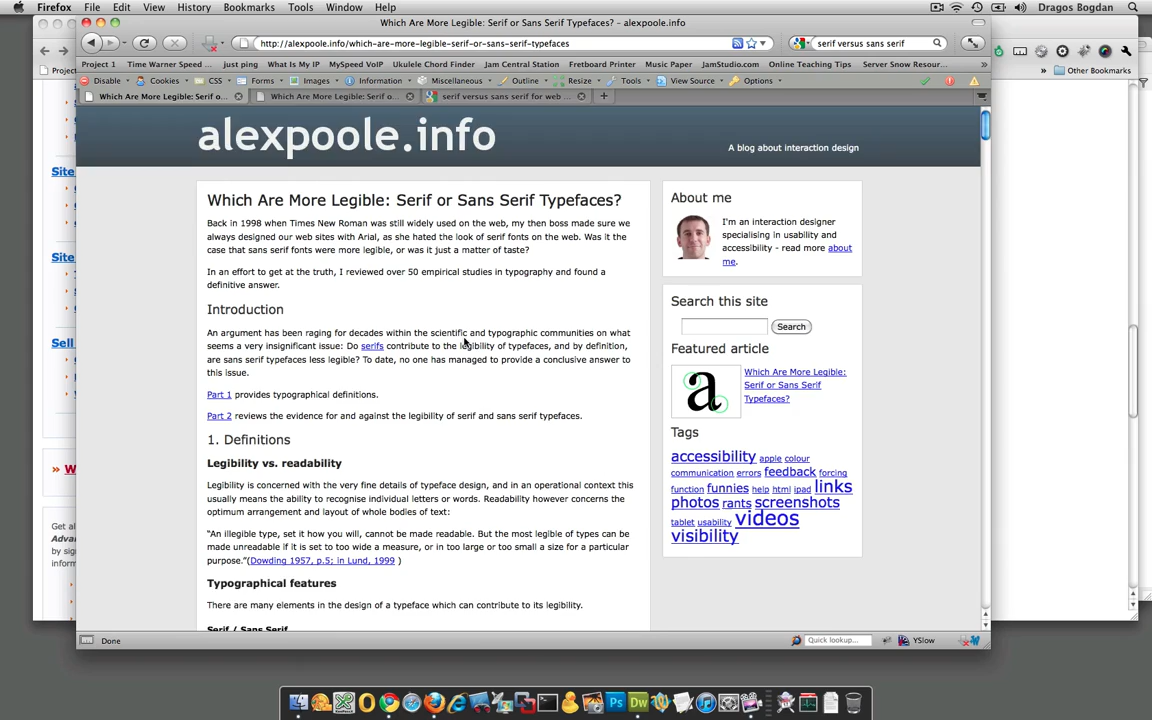 Firefox File Edit View History Bookmarks Tools Window Help Dragos Bogdan
Which Are More Legible: Serif or Sans Serif Typefaces? - alexpoole.info
http://alexpoole.info/which-are-more-legible-serif-or-sans-serif-typefaces
serif versus sans serif
Project 1 Time Warner Speed ... just ping What Is My IP MySpeed VoIP Ukulele Chord Finder Jam Central Station Fretboard Printer Music Paper JamStudio.com Online Teaching Tips Server Snow Resour...
Other Bookmarks
Disable Cookies CSS Forms Images Information Miscellaneous Outline Resize Tools View Source Options
Which Are More Legible: Serif o... Which Are More Legible: Serif o... serif versus sans serif for web ...
alexpoole.info
A blog about interaction design
Which Are More Legible: Serif or Sans Serif Typefaces?
Back in 1998 when Times New Roman was still widely used on the web, my then boss made sure we
always designed our web sites with Arial, as she hated the look of serif fonts on the web. Was it the
case that sans serif fonts were more legible, or was it just a matter of taste?
In an effort to get at the truth, I reviewed over 50 empirical studies in typography and found a
definitive answer.
Introduction
An argument has been raging for decades within the scientific and typographic communities on what
seems a very insignificant issue: Do serifs contribute to the legibility of typefaces, and by definition,
are sans serif typefaces less legible? To date, no one has managed to provide a conclusive answer to
this issue.
Part 1 provides typographical definitions.
Part 2 reviews the evidence for and against the legibility of serif and sans serif typefaces.
1. Definitions
Legibility vs. readability
Legibility is concerned with the very fine details of typeface design, and in an operational context this
usually means the ability to recognise individual letters or words. Readability however concerns the
optimum arrangement and layout of whole bodies of text:
“An illegible type, set it how you will, cannot be made readable. But the most legible of types can be
made unreadable if it is set to too wide a measure, or in too large or too small a size for a particular
purpose.”(Dowding 1957, p.5; in Lund, 1999 )
Typographical features
There are many elements in the design of a typeface which can contribute to its legibility.
Serif / Sans Serif
About me
I'm an interaction designer
specialising in usability and
accessibility - read more about
me.
Search this site
Search
Featured article
a
Which Are More Legible:
Serif or Sans Serif
Typefaces?
Tags
accessibility apple colour
communication errors feedback forcing
function funnies help html ipad links
photos rants screenshots
tablet usability videos
visibility
Project
Site
Site
Sell
Get al
Adva
by sig
inform
Done
Quick lookup...
YSlow
Ps
Dw